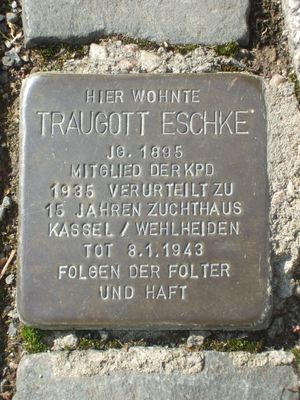 HIER WOHNTE
TRAUGOTT ESCHKE
JG. 1895
MITGLIED DER KPD
1935 VERURTEILT ZU
15 JAHREN ZUCHTHAUS
KASSEL / WEHLHEIDEN
TOT 8.1.1943
FOLGEN DER FOLTER
UND HAFT